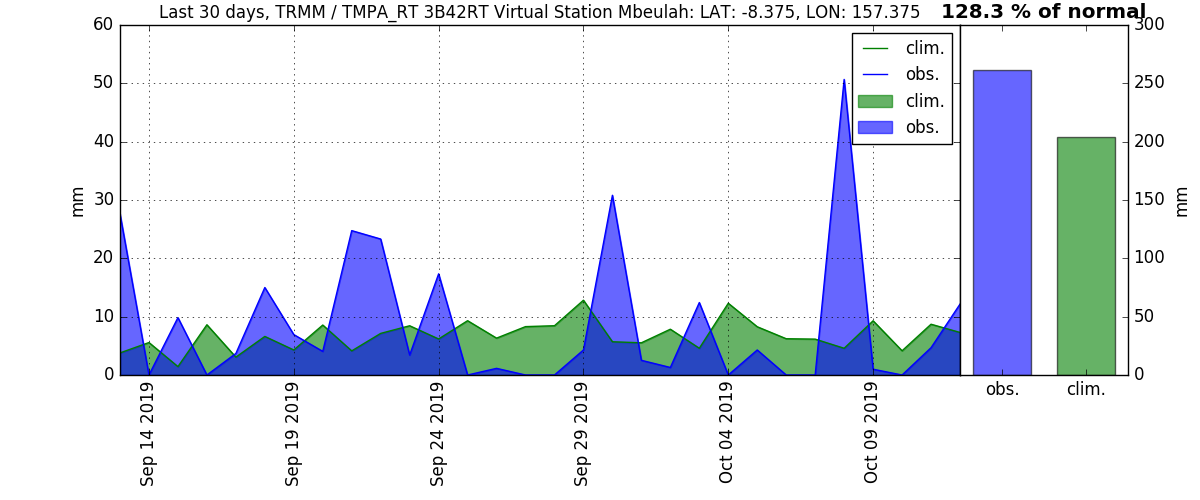 Last 30 days, TRMM / TMPA_RT 3B42RT Virtual Station Mbeulah: LAT: -8.375, LON: 157.375
128.3 % of normal
60
50
40
30
20
10
0
mm
clim.
obs.
clim.
obs.
Sep 14 2019
Sep 19 2019
Sep 24 2019
Sep 29 2019
Oct 04 2019
Oct 09 2019
300
250
200
150
100
50
0
mm
obs.
clim.